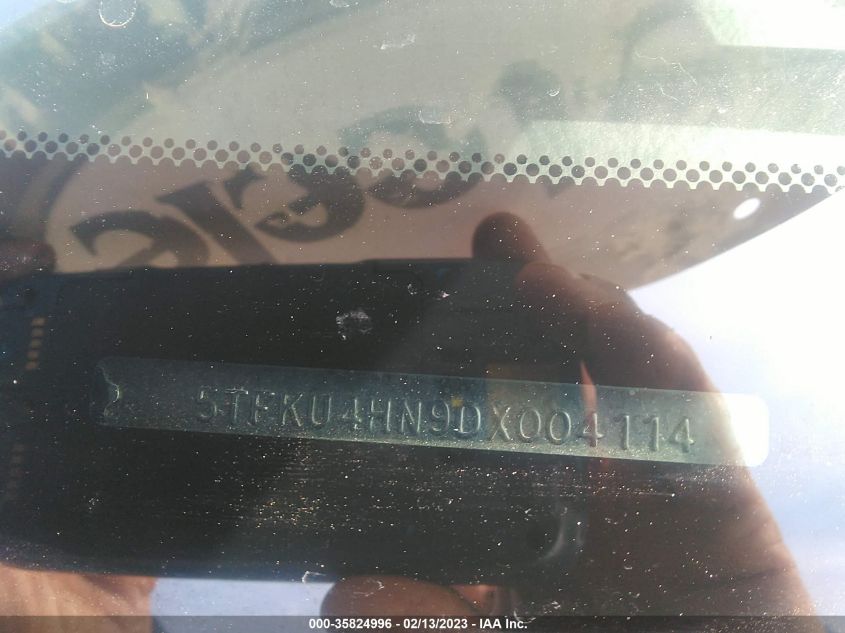 5TFKU4HN9DX004114
000-35824996 - 02/13/2023 - IAA Inc.